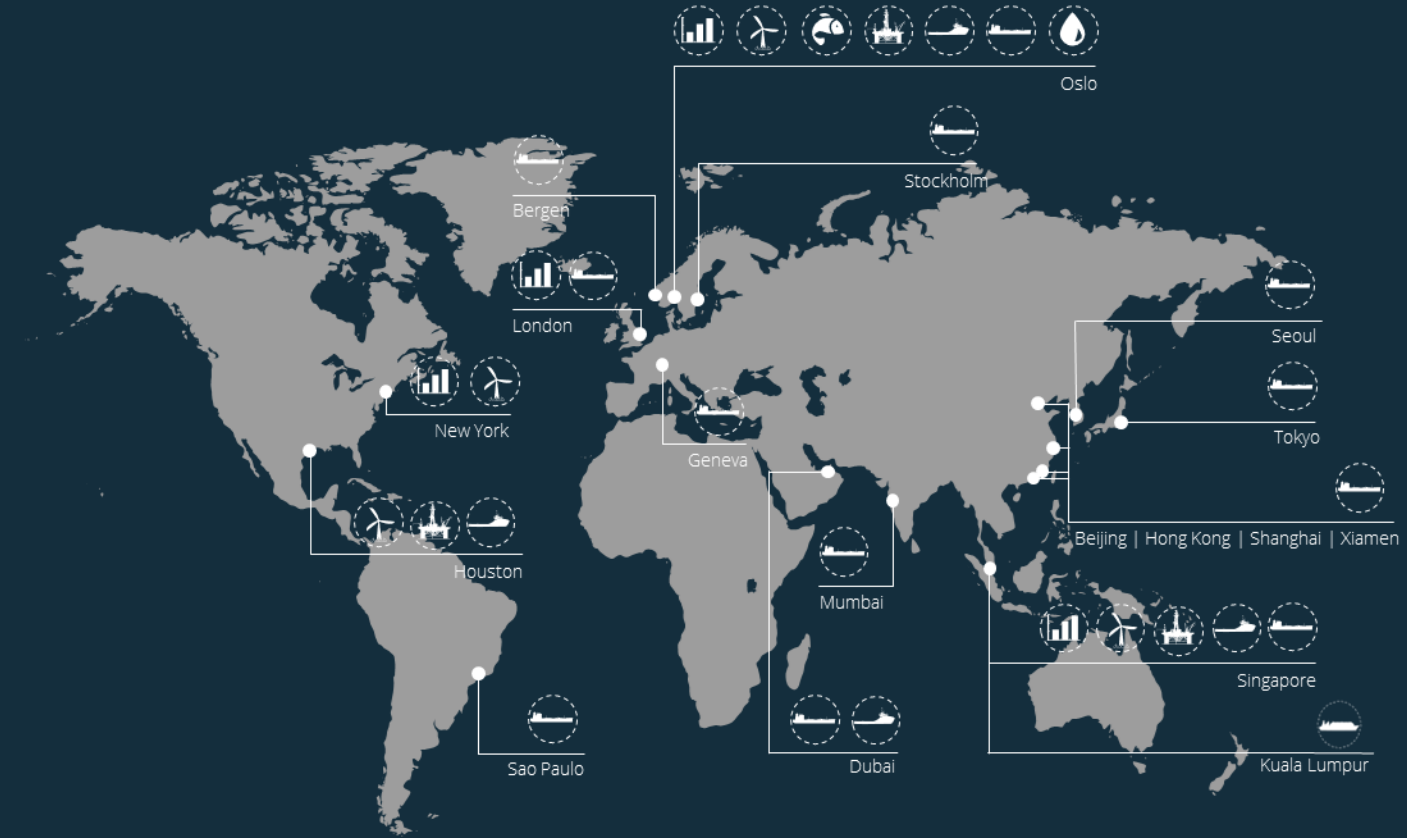 Oslo
Stockholm
Bergen
London
Seoul
New York
Tokyo
Geneva
Beijing | Hong Kong | Shanghai | Xiamen
Houston
Mumbai
Singapore
Sao Paulo
Dubai
Kuala Lumpur